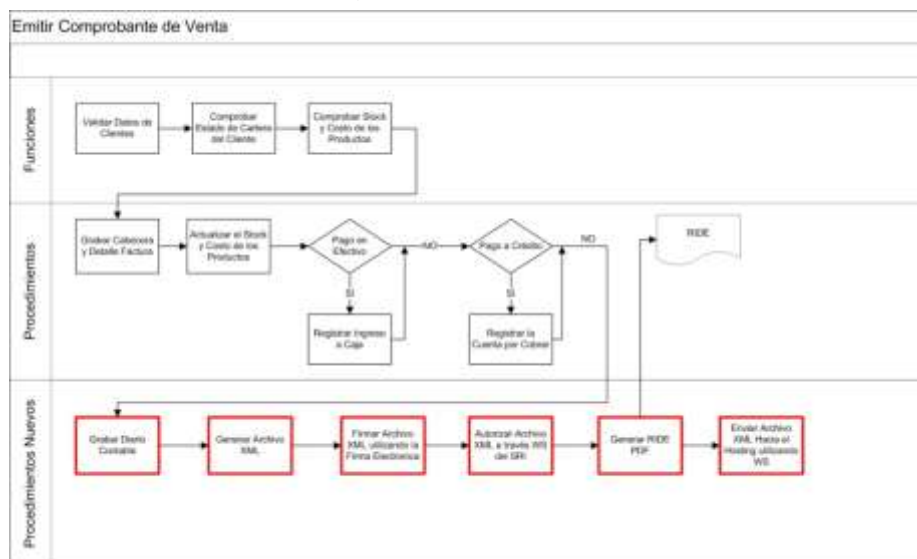 Emitir Comprobante de Venta
Funciones
Validar Datos de
Clientes
Comprobar
Estado de Cartera
del Cliente
Comprobar Stock
y Costo de los
Productos
Procedimientos
Grabar Cabecera
y Detalle Factura
Actualizar el Stock
y Costo de los
Productos
Pago en
Efectivo
NO
Pago a Crédito
NO
RIDE
SI
SI
Registrar Ingreso
a Caja
Registrar la
Cuenta por Cobrar
Procedimientos Nuevos
Grabar Diario
Contable
Generar Archivo
XML
Firmar Archivo
XML utilizando la
Firma Electronica
Autorizar Archivo
XML a través WS
del SRI
Generar RIDE
PDF
Enviar Archivo
XML Hacia el
Hosting utilizando
WS